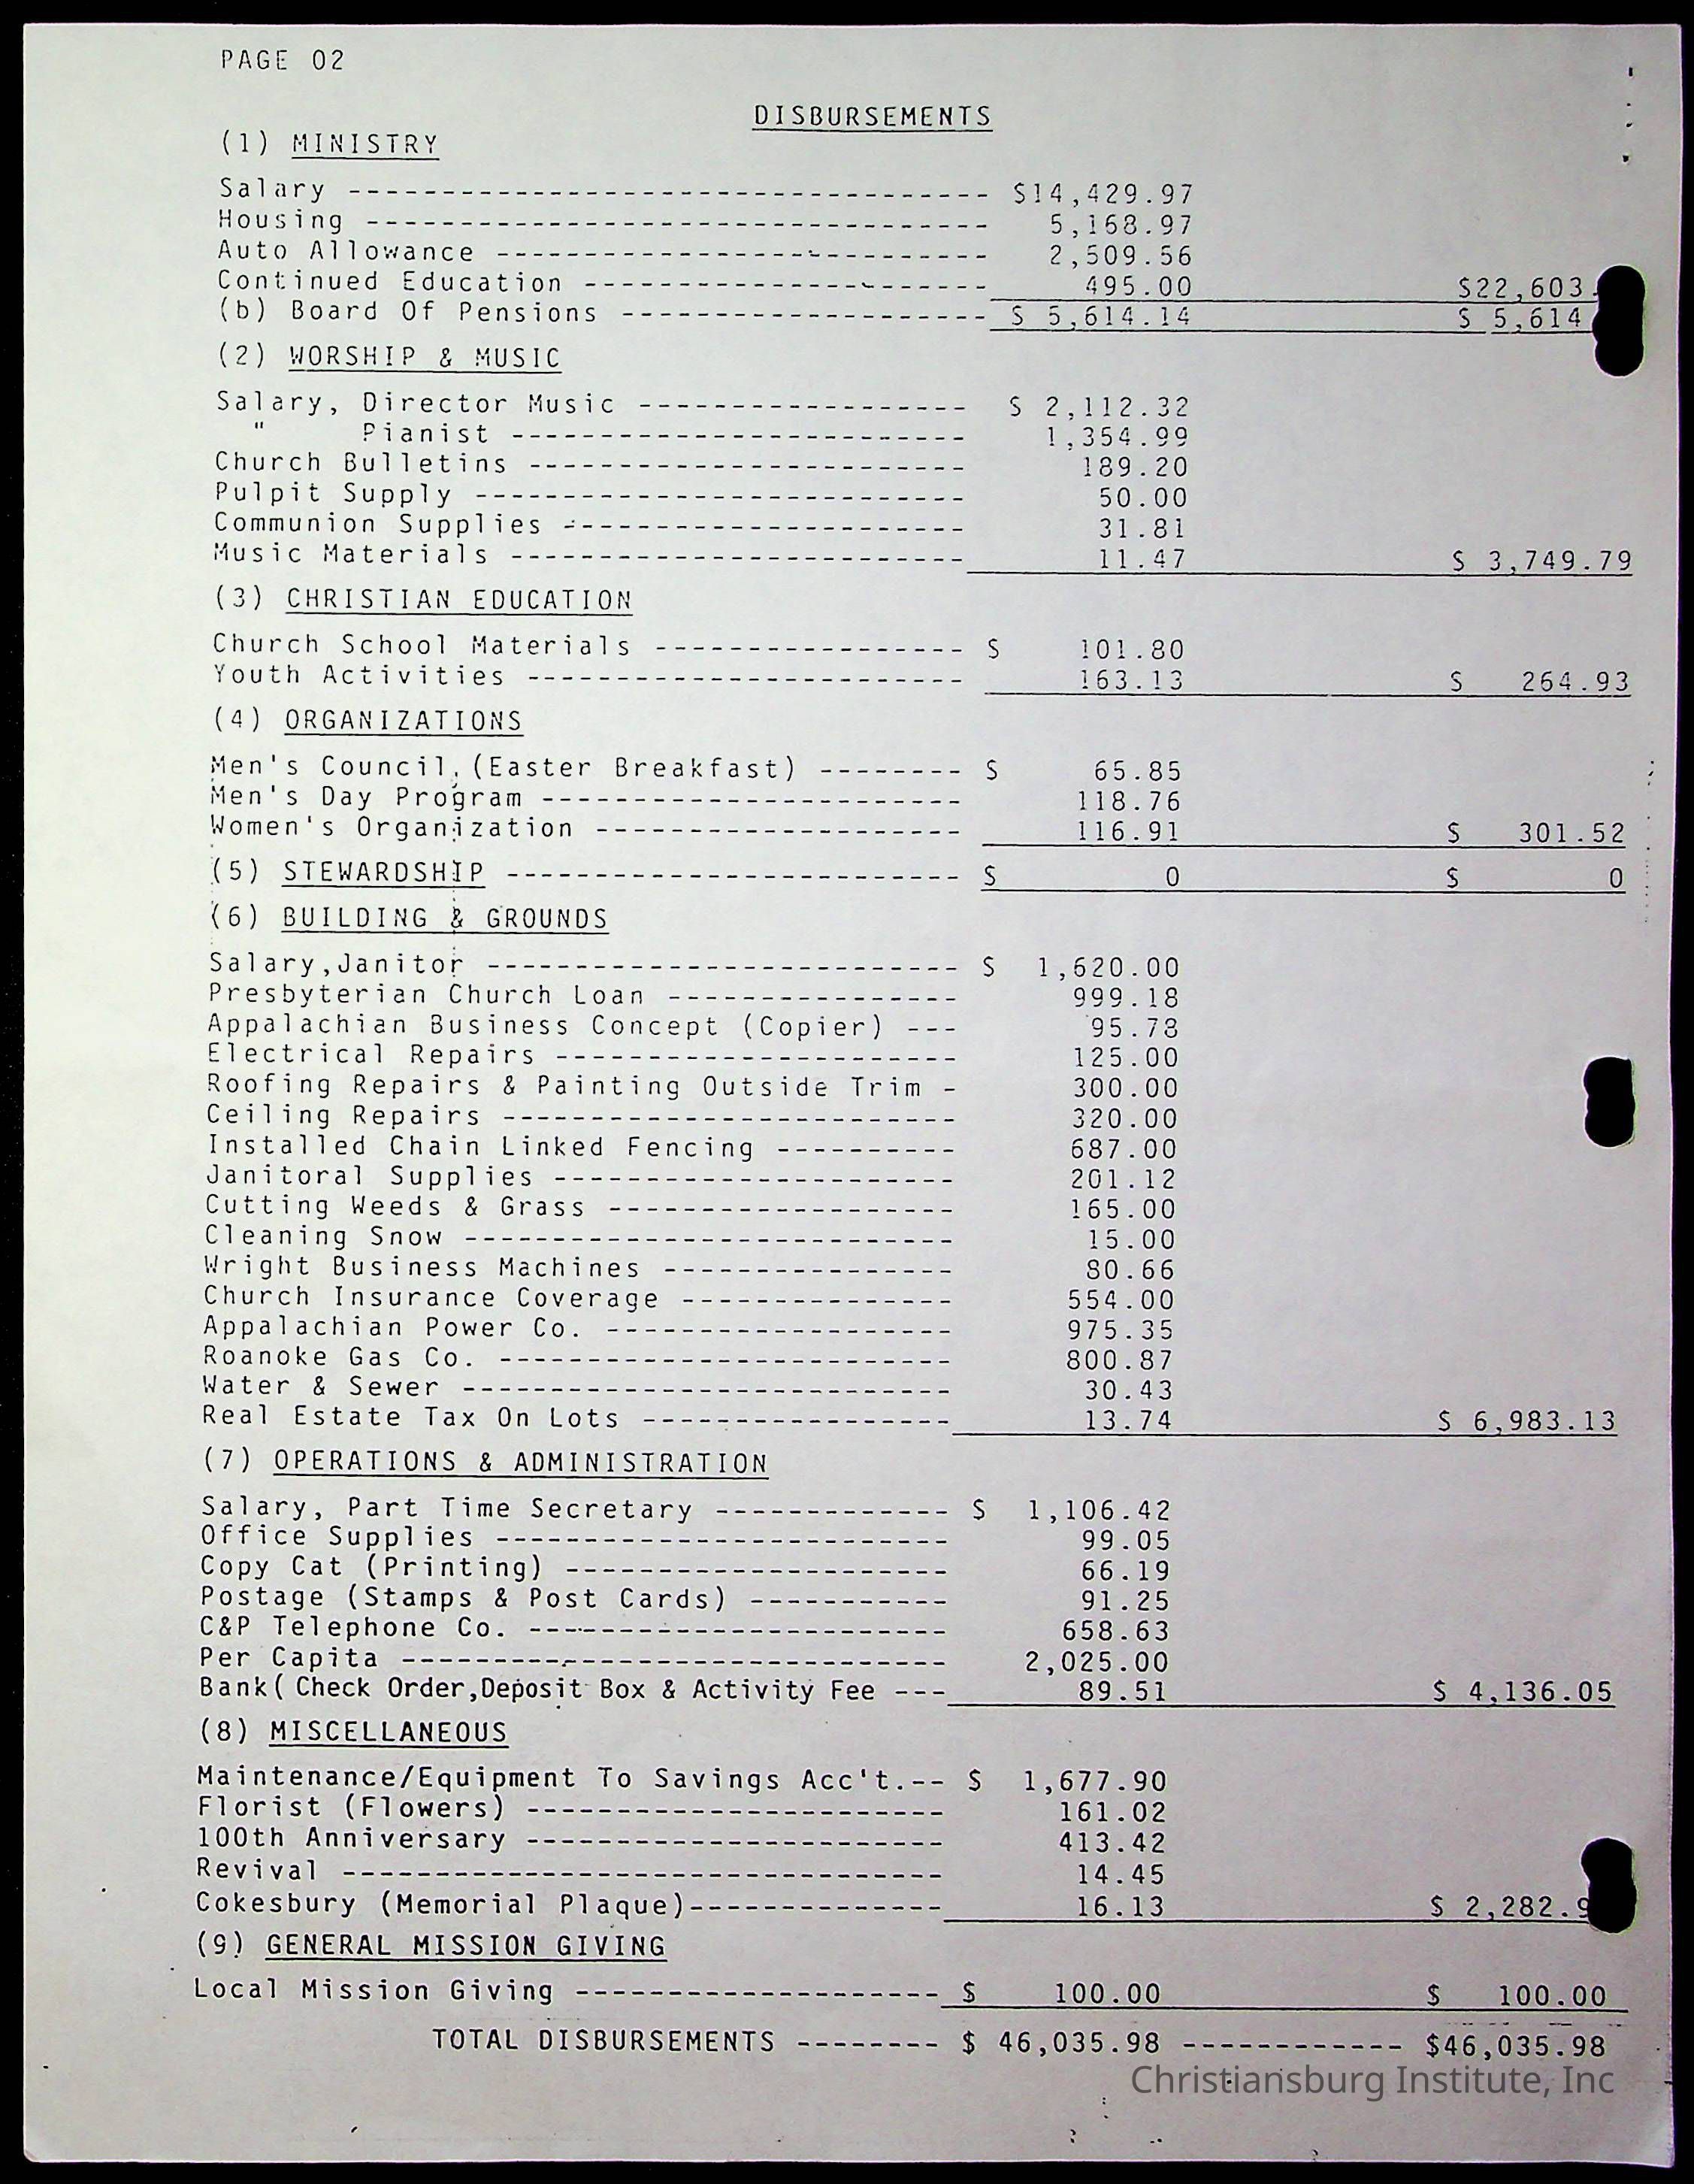 PAGE 02
DISBURSEMENTS
(1) MINISTRY
Salary ------------------------------------ $14,429.97
Housing ----------------------------------- 5,168.97
Auto Allowance ---------------------------- 2,509.56
Continued Education ----------------------- 495.00 $22,603.
(b) Board Of Pensions -------------------- $ 5,614.14 $ 5,614
(2) WORSHIP & MUSIC
Salary, Director Music ------------------- $ 2,112.32
" Pianist ------------------------- 1,354.99
Church Bulletins ------------------------ 189.20
Pulpit Supply --------------------------- 50.00
Communion Supplies ---------------------- 31.81
Music Materials ------------------------- 11.47 $ 3,749.79
(3) CHRISTIAN EDUCATION
Church School Materials ----------------- $ 101.80
Youth Activities ------------------------ 163.13 $ 264.93
(4) ORGANIZATIONS
Men's Council,(Easter Breakfast) -------- $ 65.85
Men's Day Program ----------------------- 118.76
Women's Organization -------------------- 116.91 $ 301.52
(5) STEWARDSHIP ------------------------- $ 0 $ 0
(6) BUILDING & GROUNDS
Salary,Janitor -------------------------- $ 1,620.00
Presbyterian Church Loan ---------------- 999.18
Appalachian Business Concept (Copier) --- 95.78
Electrical Repairs ---------------------- 125.00
Roofing Repairs & Painting Outside Trim - 300.00
Ceiling Repairs ------------------------- 320.00
Installed Chain Linked Fencing ---------- 687.00
Janitoral Supplies ---------------------- 201.12
Cutting Weeds & Grass ------------------- 165.00
Cleaning Snow --------------------------- 15.00
Wright Business Machines ---------------- 80.66
Church Insurance Coverage --------------- 554.00
Appalachian Power Co. ------------------- 975.35
Roanoke Gas Co. ------------------------- 800.87
Water & Sewer --------------------------- 30.43
Real Estate Tax On Lots ----------------- 13.74 $ 6,983.13
(7) OPERATIONS & ADMINISTRATION
Salary, Part Time Secretary ------------- $ 1,106.42
Office Supplies ------------------------- 99.05
Copy Cat (Printing) --------------------- 66.19
Postage (Stamps & Post Cards) ----------- 91.25
C&P Telephone Co. ----------------------- 658.63
Per Capita ------------------------------ 2,025.00
Bank( Check Order,Deposit Box & Activity Fee --- 89.51 $ 4,136.05
(8) MISCELLANEOUS
Maintenance/Equipment To Savings Acc't.-- $ 1,677.90
Florist (Flowers) ----------------------- 161.02
100th Anniversary ----------------------- 413.42
Revival --------------------------------- 14.45
Cokesbury (Memorial Plaque)-------------- 16.13 $ 2,282.9
(9) GENERAL MISSION GIVING
Local Mission Giving -------------------- $ 100.00 $ 100.00
TOTAL DISBURSEMENTS -------- $ 46,035.98 ------------ $46,035.98
Christiansburg Institute, Inc